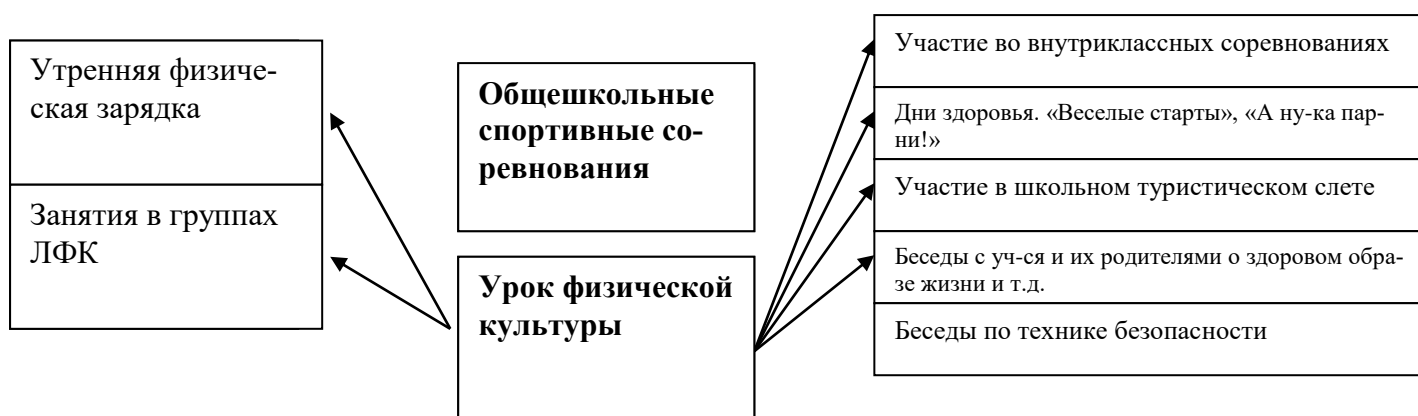 Утренняя физиче-
ская зарядка
Занятия в группах
ЛФК
Общешкольные
спортивные со-
ревнования
Урок физической
культуры
Участие во внутриклассных соревнованиях
Дни здоровья. «Веселые старты», «А ну-ка пар-
ни!»
Участие в школьном туристическом слете
Беседы с уч-ся и их родителями о здоровом обра-
зе жизни и т.д.
Беседы по технике безопасности